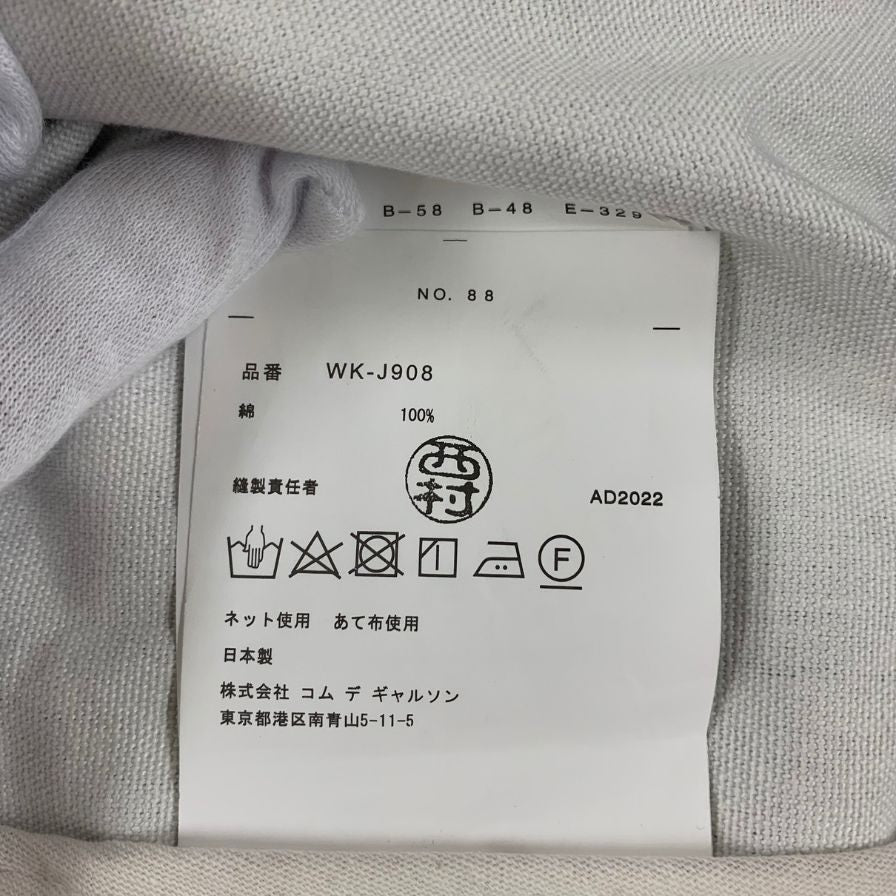 B-58 B-48 E-329
NO. 88
品番 WK-J908
綿 100%
縫製責任者 西村 AD2022
F
ネット使用 あて布使用
日本製
株式会社 コム デ ギャルソン
東京都港区南青山5-11-5